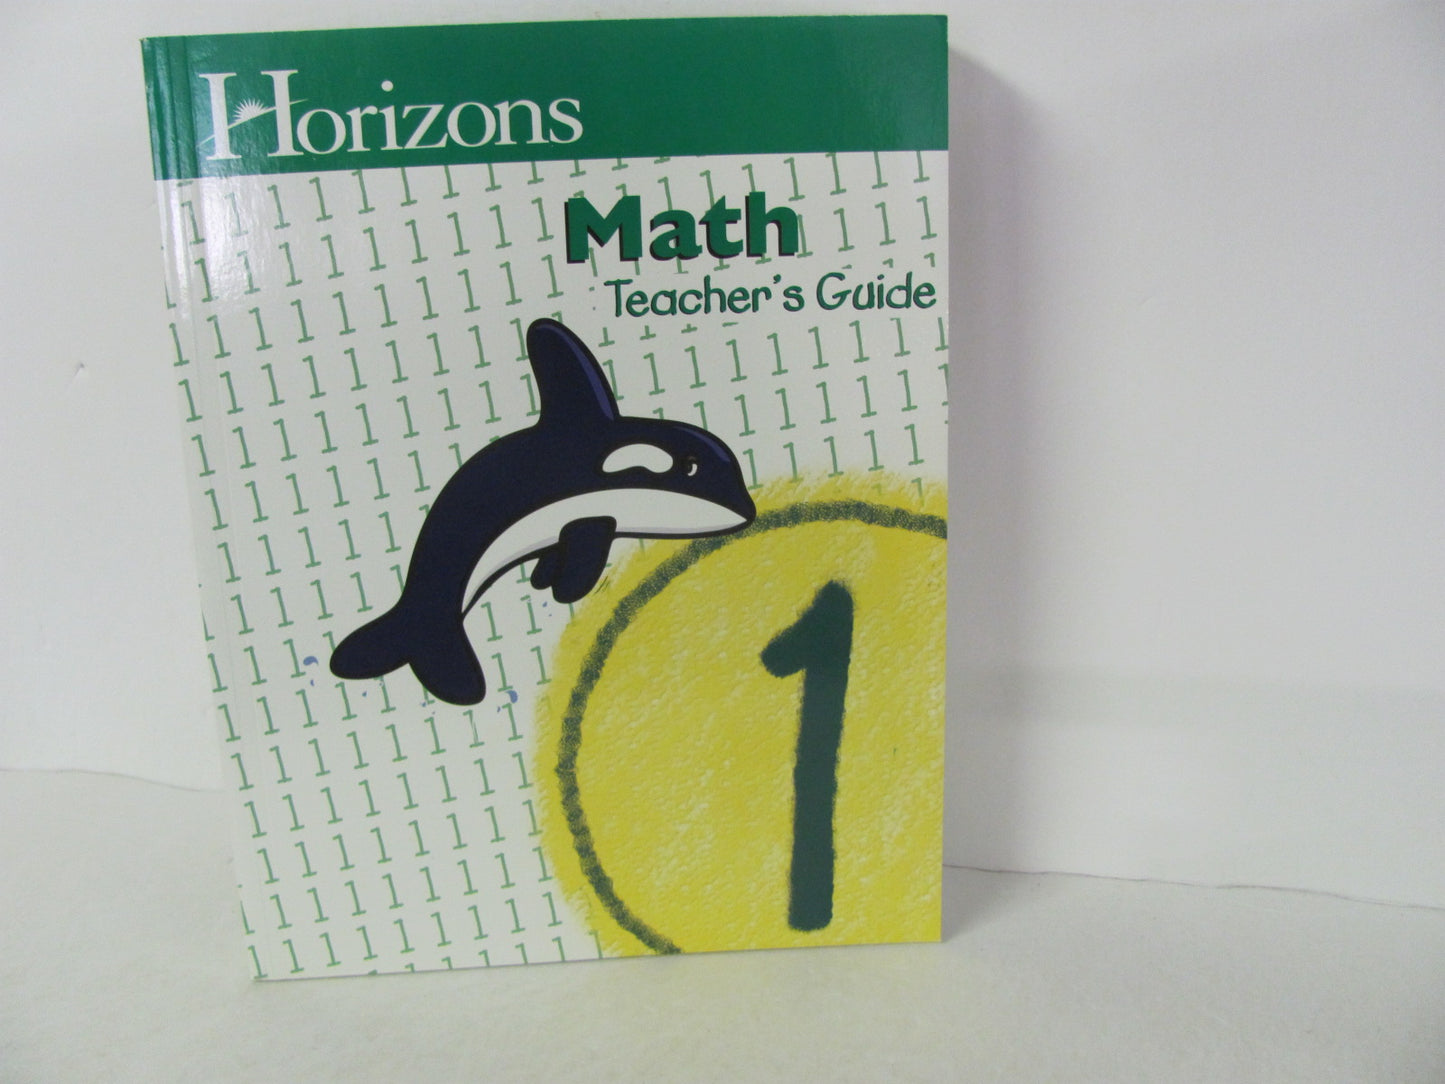 Horizons
Math
Teacher's Guide
1